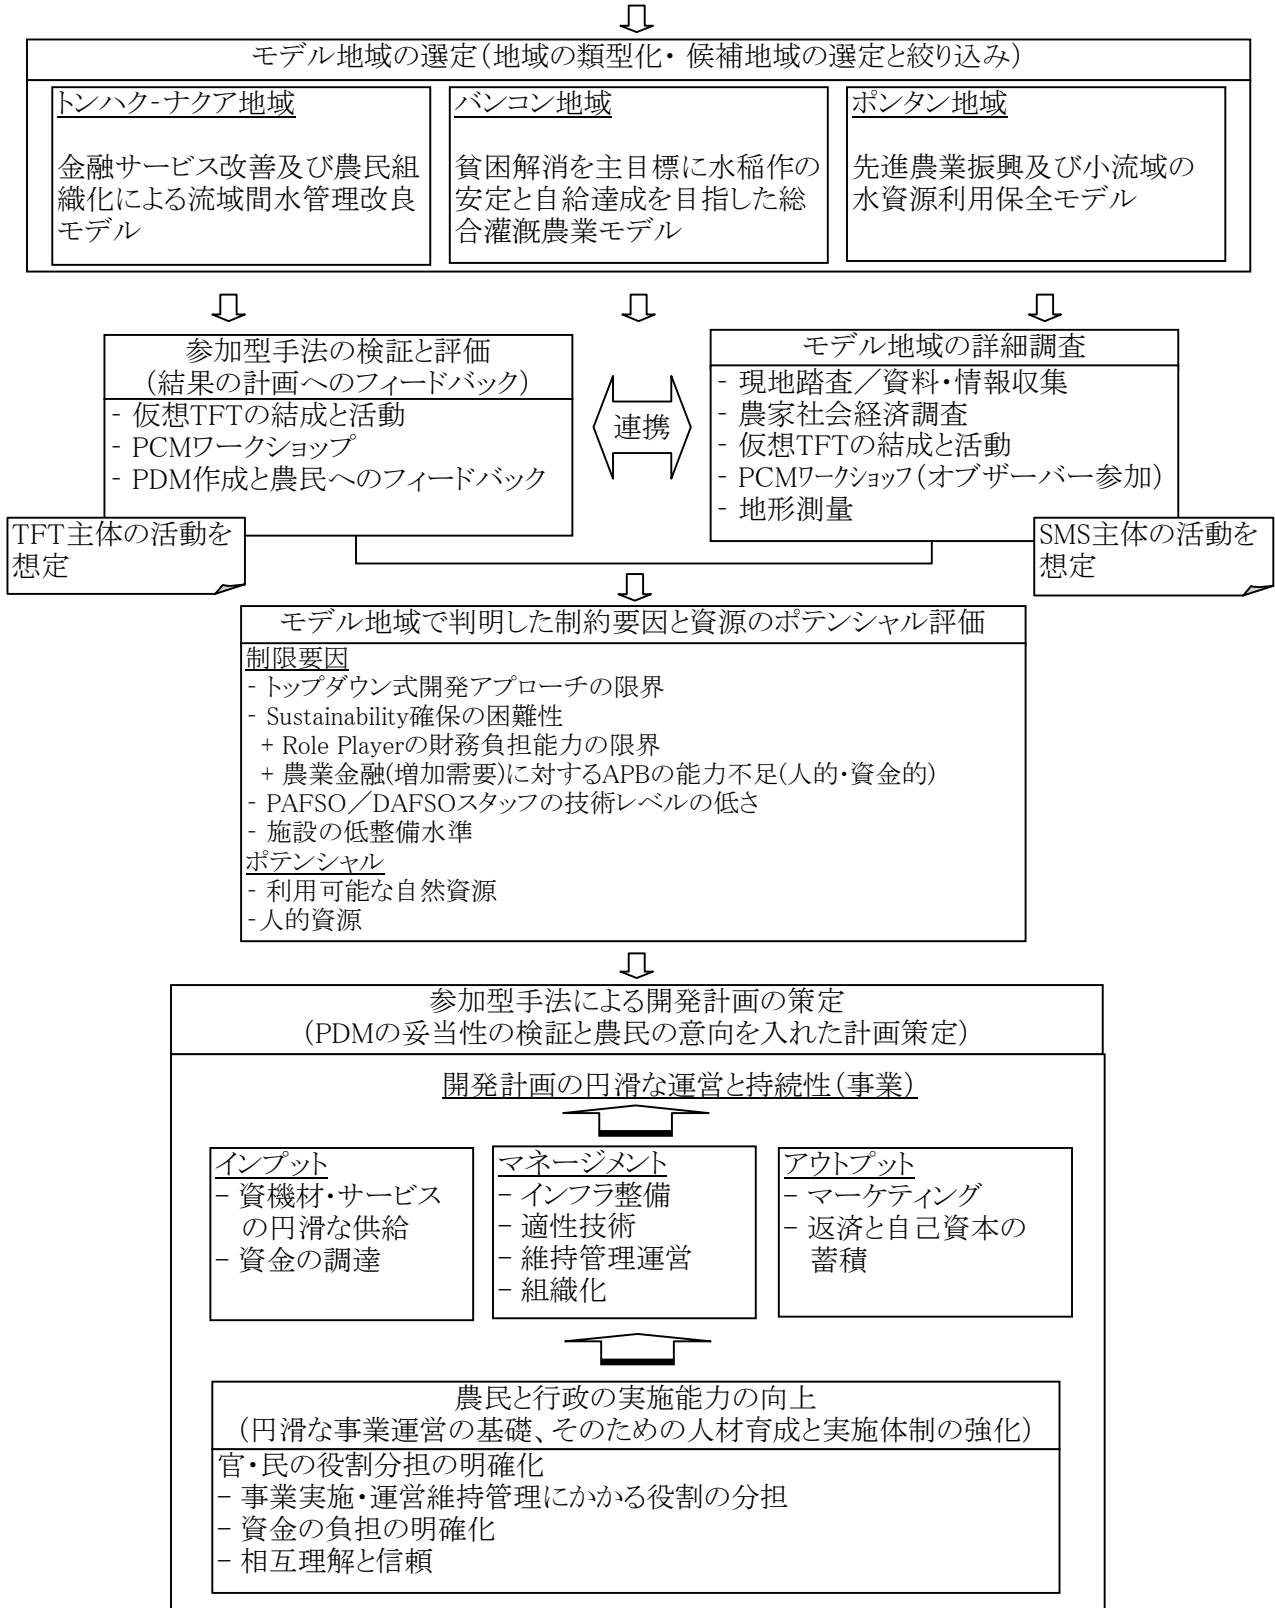 モデル地域の選定（地域の類型化・ 候補地域の選定と絞り込み）
トンハク-ナクア地域
金融サービス改善及び農民組
織化による流域間水管理改良
モデル
バンコン地域
貧困解消を主目標に水稲作の
安定と自給達成を目指した総
合灌漑農業モデル
ポンタン地域
先進農業振興及び小流域の
水資源利用保全モデル
参加型手法の検証と評価
（結果の計画へのフィードバック）
- 仮想TFTの結成と活動
- PCMワークショップ
- PDM作成と農民へのフィードバック
TFT主体の活動を
想定
連携
モデル地域の詳細調査
- 現地踏査／資料・情報収集
- 農家社会経済調査
- 仮想TFTの結成と活動
- PCMワークショッフ（オブザーバー参加）
- 地形測量
SMS主体の活動を
想定
モデル地域で判明した制約要因と資源のポテンシャル評価
制限要因
- トップダウン式開発アプローチの限界
- Sustainability確保の困難性
+ Role Playerの財務負担能力の限界
+ 農業金融(増加需要)に対するAPBの能力不足(人的・資金的)
- PAFSO／DAFSOスタッフの技術レベルの低さ
- 施設の低整備水準
ポテンシャル
- 利用可能な自然資源
-人的資源
参加型手法による開発計画の策定
（PDMの妥当性の検証と農民の意向を入れた計画策定）
開発計画の円滑な運営と持続性（事業）
インプット
− 資機材・サービス
の円滑な供給
− 資金の調達
マネージメント
− インフラ整備
− 適性技術
− 維持管理運営
− 組織化
アウトプット
− マーケティング
− 返済と自己資本の
蓄積
農民と行政の実施能力の向上
（円滑な事業運営の基礎、そのための人材育成と実施体制の強化）
官・民の役割分担の明確化
− 事業実施・運営維持管理にかかる役割の分担
− 資金の負担の明確化
− 相互理解と信頼